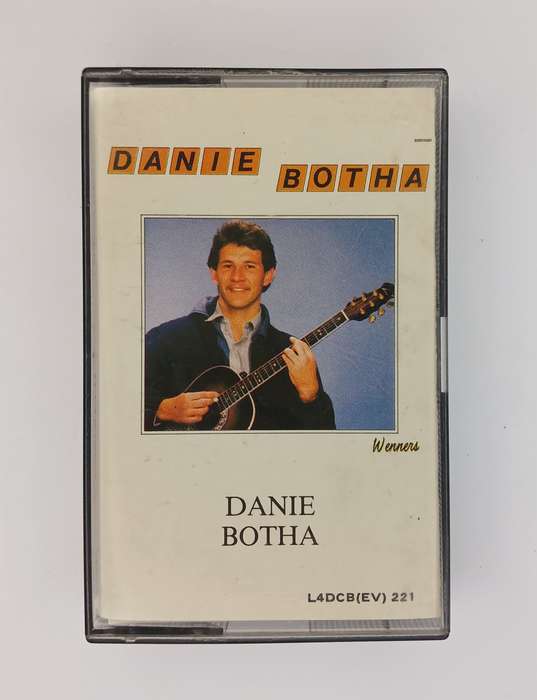 DANIE BOTHA
Wenners
DANIE
BOTHA
L4DCB(EV) 221